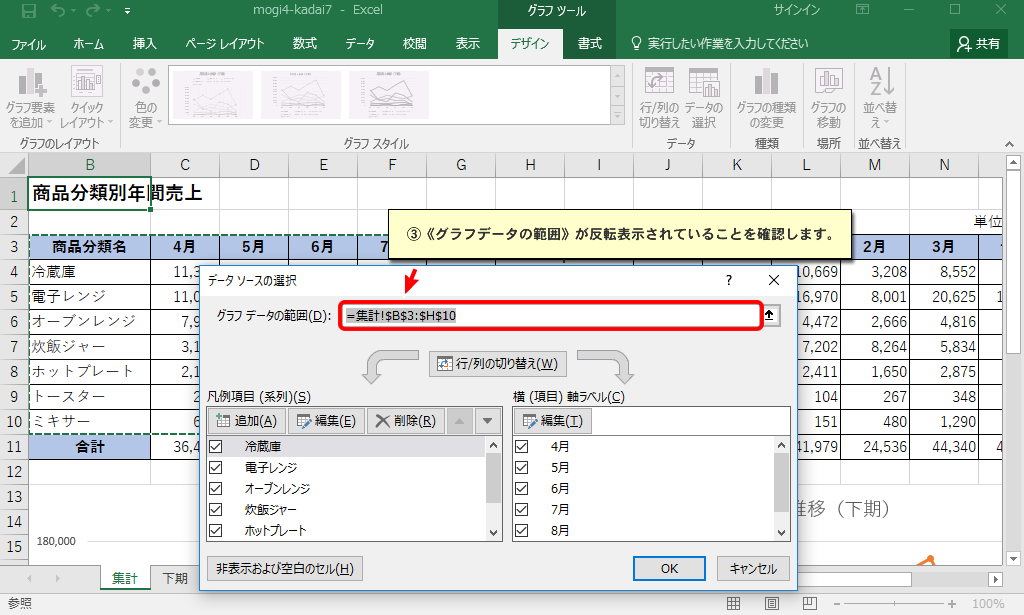 mogi4-kadai7 - Excel
グラフ ツール
サインイン
ファイル ホーム 挿入 ページ レイアウト 数式 データ 校閲 表示 デザイン 書式 実行したい作業を入力してください 共有
グラフ要素を追加 クイックレイアウト 色の変更 行/列の切り替え データの選択 グラフの種類の変更 グラフの移動 並べ替え
グラフのレイアウト グラフ スタイル データ 種類 場所 並べ替え
B C D E F G H I J K L M N
1 商品分類別年間売上
2 単位
3 商品分類名 4月 5月 6月 7 2月 3月
③《グラフデータの範囲》が反転表示されていることを確認します。
4 冷蔵庫 11,3 10,669 3,208 8,552
5 電子レンジ 11,0 16,970 8,001 20,625 1
6 オーブンレンジ 7,9 4,472 2,666 4,816
7 炊飯ジャー 3,1 7,202 8,264 5,834
8 ホットプレート 2,1 2,411 1,650 2,875
9 トースター 2 104 267 348
10 ミキサー 6 151 480 1,290
11 合計 36,4 41,979 24,536 44,340 4
12
13
14
15
データ ソースの選択 ? ×
グラフ データの範囲(D): =集計!$B$3:$H$10
行/列の切り替え(W)
凡例項目 (系列)(S)
追加(A) 編集(E) 削除(R)
冷蔵庫
電子レンジ
オーブンレンジ
炊飯ジャー
ホットプレート
横 (項目) 軸ラベル(C)
編集(T)
4月
5月
6月
7月
8月
非表示および空白のセル(H) OK キャンセル
推移（下期）
180,000
集計 下期
参照 100%